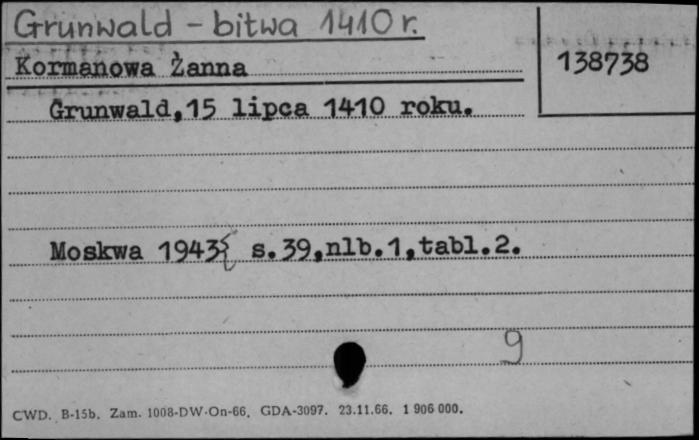 Grunwald - bitwa 1410 r.
Kormanowa Żanna
138738
Grunwald,15 lipca 1410 roku.
Moskwa 1943{ s.39,nlb.1,tabl.2.
9
CWD. B-15b. Zam. 1008-DW-On-66. GDA-3097. 23.11.66. 1 906 000.